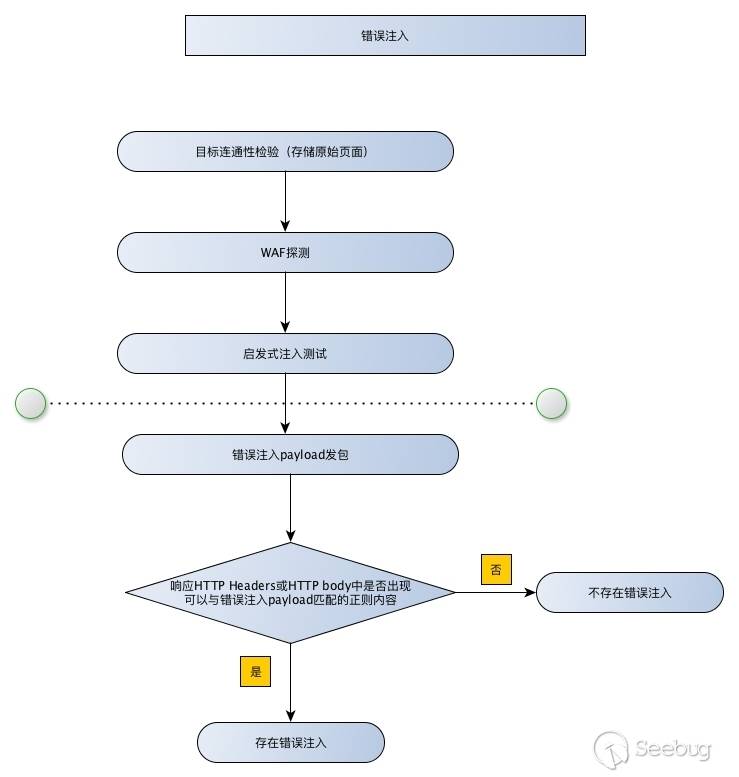 错误注入
目标连通性检验（存储原始页面）
WAF探测
启发式注入测试
错误注入payload发包
响应HTTP Headers或HTTP body中是否出现
可以与错误注入payload匹配的正则内容
否
不存在错误注入
是
存在错误注入
Seebug